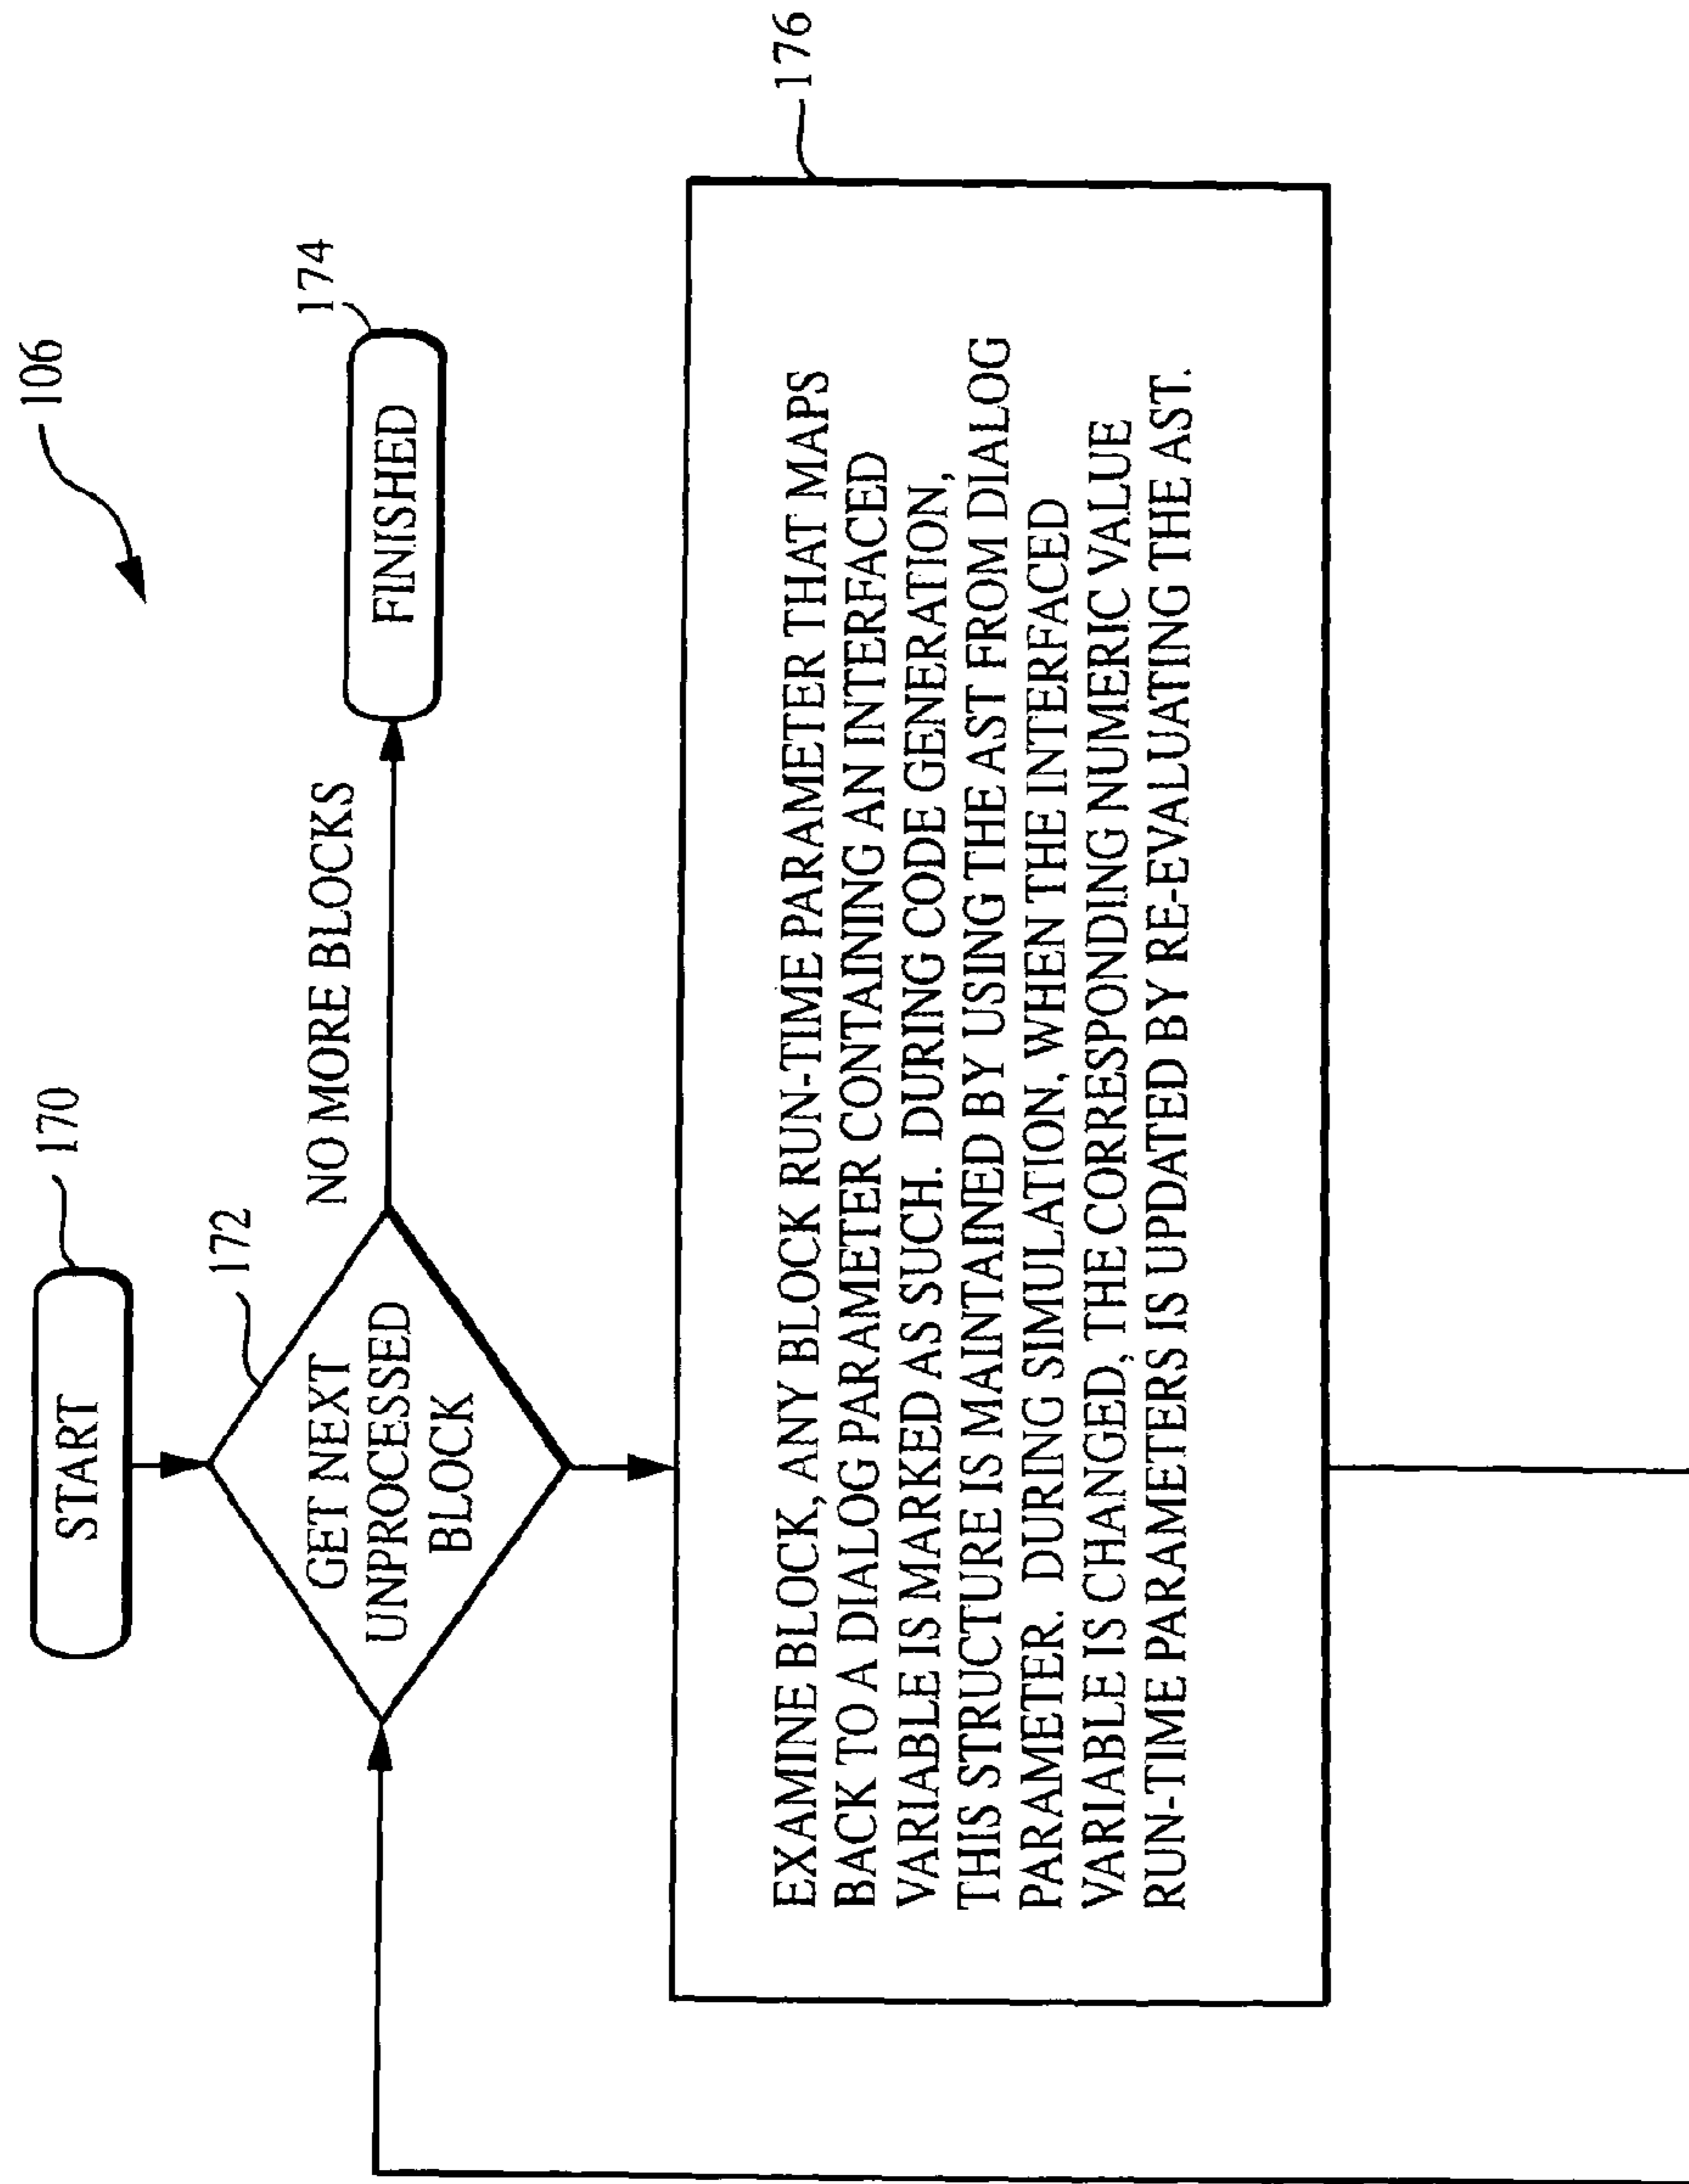 106
START
170
GET NEXT
UNPROCESSED
BLOCK
172
NO MORE BLOCKS
FINISHED
174
EXAMINE BLOCK, ANY BLOCK RUN-TIME PARAMETER THAT MAPS
BACK TO A DIALOG PARAMETER CONTAINING AN INTERFACED
VARIABLE IS MARKED AS SUCH. DURING CODE GENERATION,
THIS STRUCTURE IS MAINTAINED BY USING THE AST FROM DIALOG
PARAMETER. DURING SIMULATION, WHEN THE INTERFACED
VARIABLE IS CHANGED, THE CORRESPONDING NUMERIC VALUE
RUN-TIME PARAMETERS IS UPDATED BY RE-EVALUATING THE AST.
176